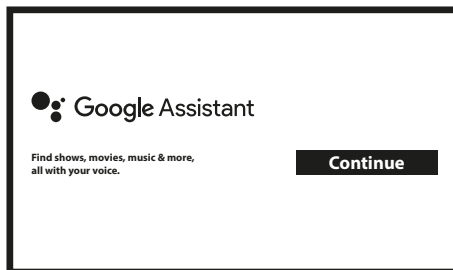 Google Assistant
Find shows, movies, music & more,
all with your voice.
Continue